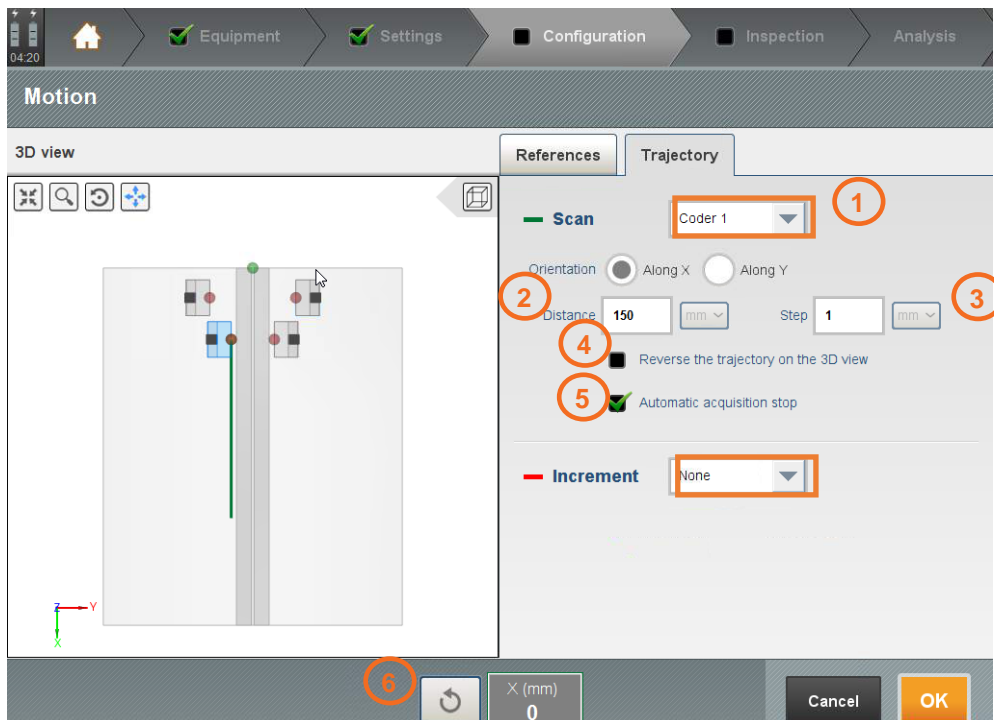 04:20
Equipment
Settings
Configuration
Inspection
Analysis
Motion
3D view
References
Trajectory
Scan
Coder 1
1
Orientation
Along X
Along Y
2
Distance
150
mm
Step
1
mm
3
4
Reverse the trajectory on the 3D view
5
Automatic acquisition stop
Increment
None
Z
Y
X
6
X (mm)
0
Cancel
OK